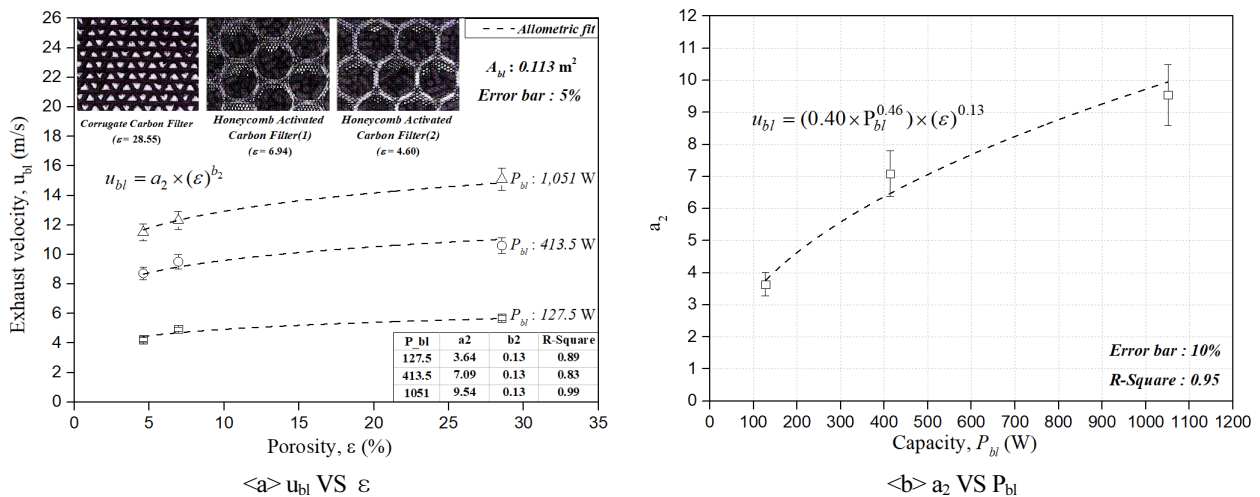 26
24
22
20
18
16
14
12
10
8
6
4
2
0
Exhaust velocity, u_bl (m/s)
Corrugate Carbon Filter
(ε= 28.55)
Honeycomb Activated
Carbon Filter(1)
(ε= 6.94)
Honeycomb Activated
Carbon Filter(2)
(ε= 4.60)
Allometric fit
A_bl : 0.113 m²
Error bar : 5%
u_bl = a₂ × (ε)^b₂
P_bl : 1,051 W
P_bl : 413.5 W
P_bl : 127.5 W
P_bl a2 b2 R-Square
127.5 3.64 0.13 0.89
413.5 7.09 0.13 0.83
1051 9.54 0.13 0.99
0 5 10 15 20 25 30 35
Porosity, ε (%)
<a> u_bl VS ε
12
11
10
9
8
7
6
5
4
3
2
1
0
a₂
u_bl = (0.40 × P_bl^0.46) × (ε)^0.13
Error bar : 10%
R-Square : 0.95
0 100 200 300 400 500 600 700 800 900 1000 1100 1200
Capacity, P_bl (W)
<b> a₂ VS P_bl